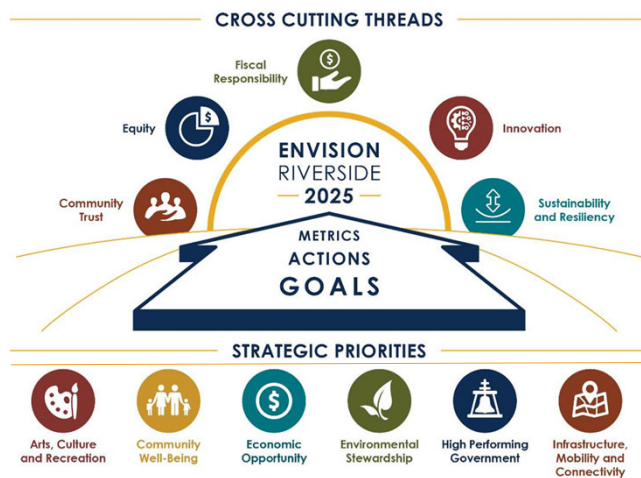 CROSS CUTTING THREADS
Fiscal
Responsibility
Equity
Innovation
Community
Trust
Sustainability
and Resiliency
ENVISION
RIVERSIDE
2025
METRICS
ACTIONS
GOALS
STRATEGIC PRIORITIES
Arts, Culture
and Recreation
Community
Well-Being
Economic
Opportunity
Environmental
Stewardship
High Performing
Government
Infrastructure,
Mobility and
Connectivity